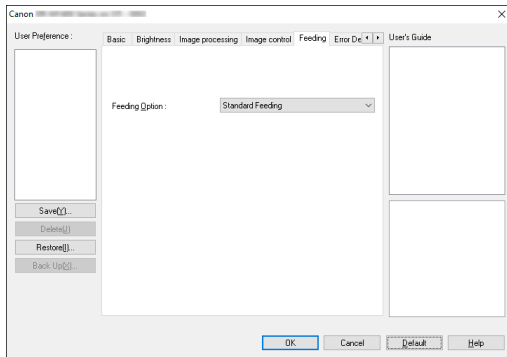 Canon
User Preference :
Basic
Brightness
Image processing
Image control
Feeding
Error De
User's Guide
Feeding Option :
Standard Feeding
Save(Y)...
Delete(J)
Restore(I)...
Back Up(X)...
OK
Cancel
Default
Help